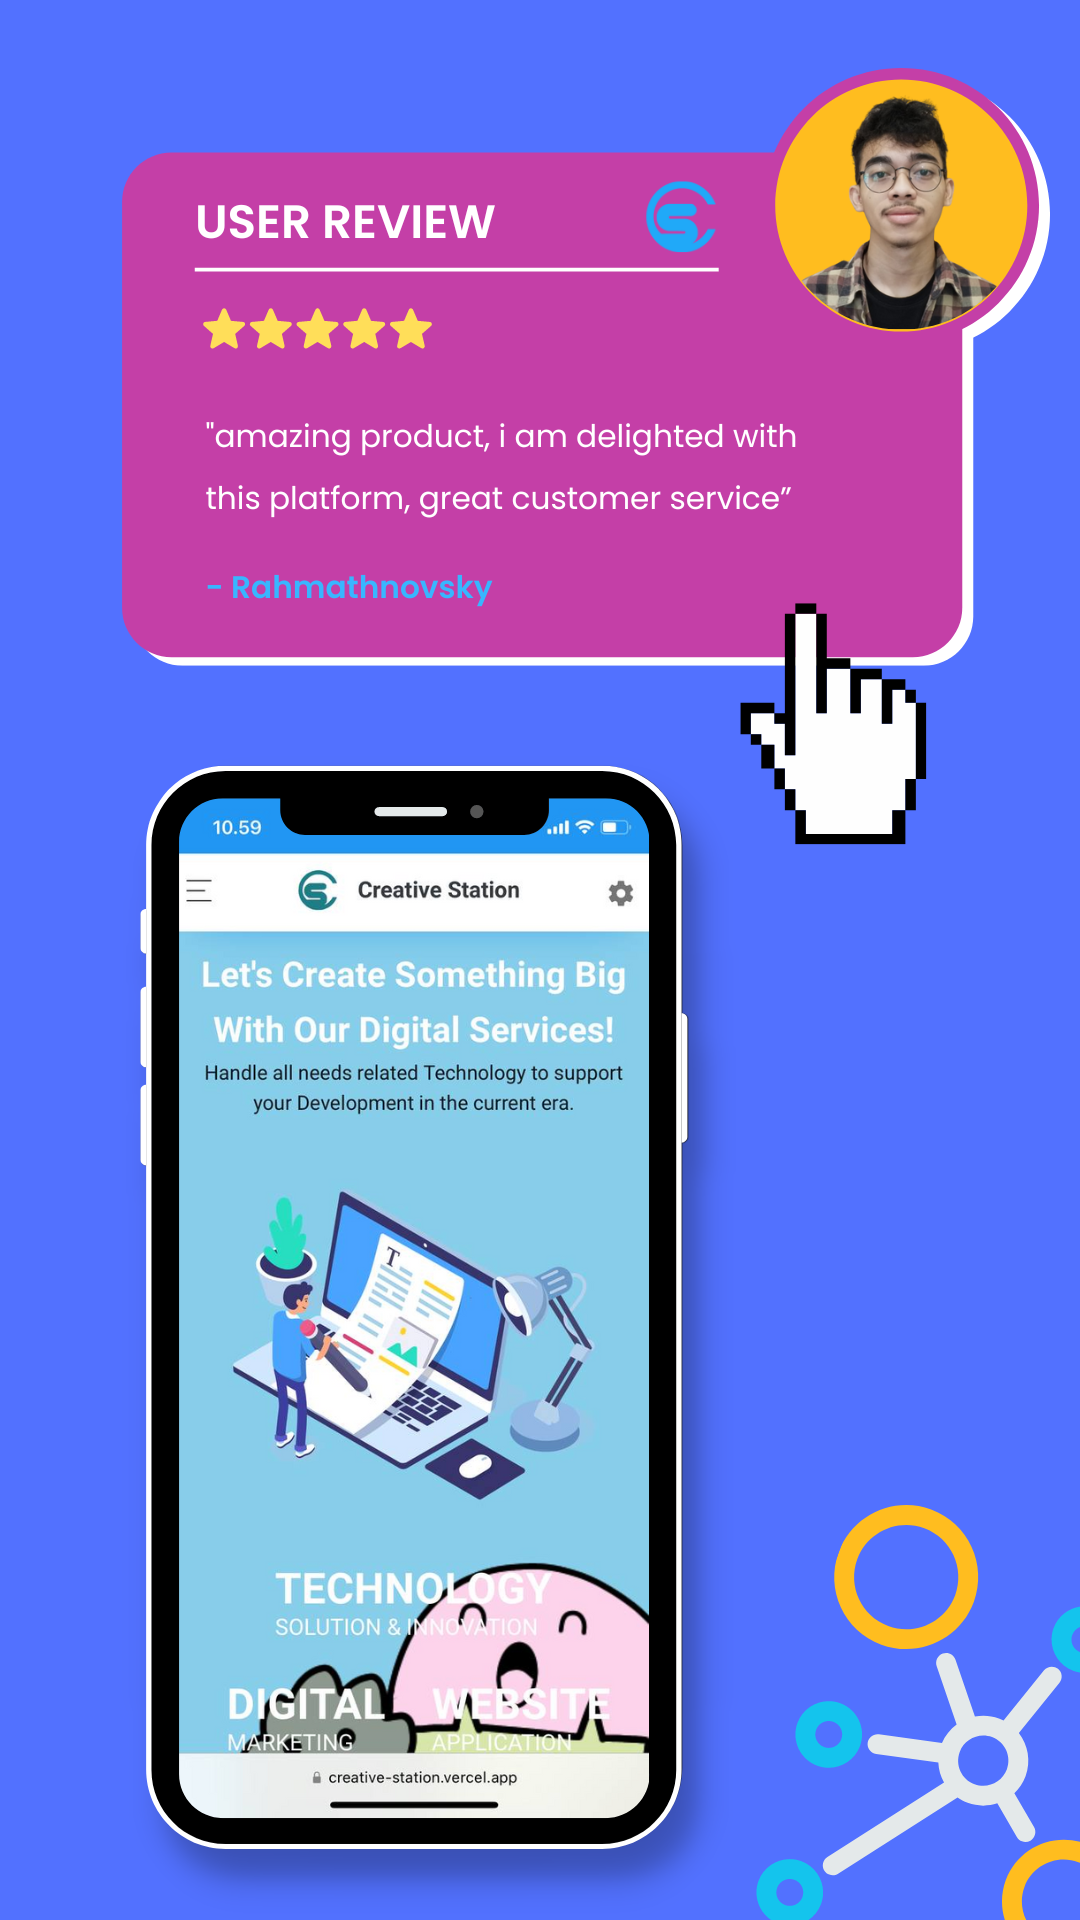 USER REVIEW
"amazing product, i am delighted with
this platform, great customer service”
- Rahmathnovsky
10.59
Creative Station
Let's Create Something Big
With Our Digital Services!
Handle all needs related Technology to support
your Development in the current era.
T
TECHNOLOGY
SOLUTION & INNOVATION
DIGITAL WEBSITE
MARKETING APPLICATION
creative-station.vercel.app